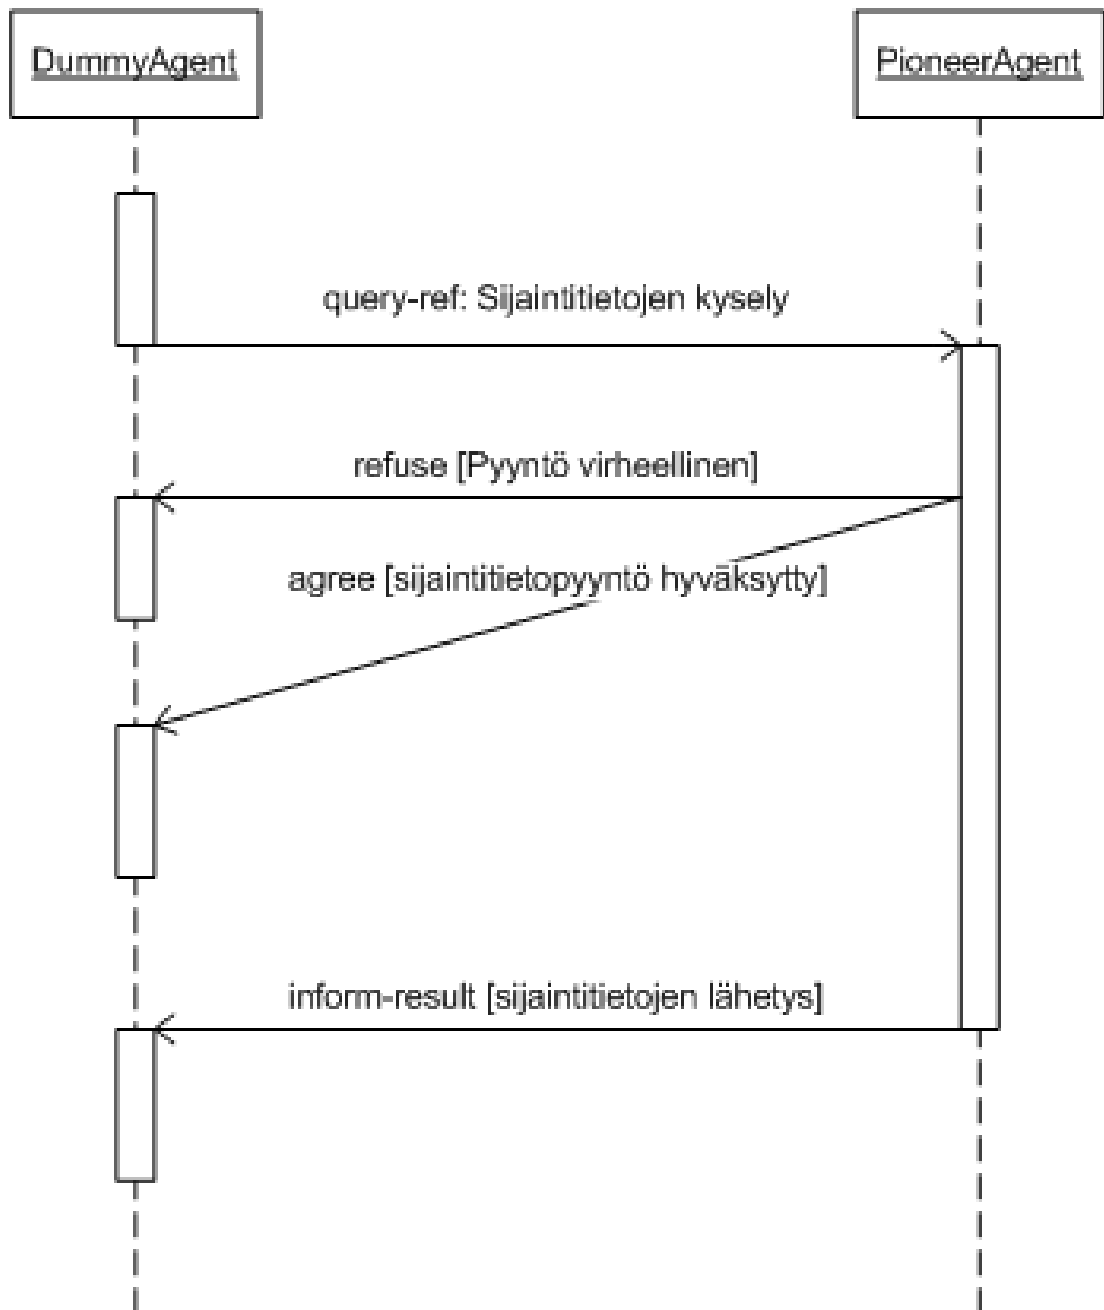 DummyAgent
PioneerAgent
query-ref: Sijaintitietojen kysely
refuse [Pyyntö virheellinen]
agree [sijaintitietopyyntö hyväksytty]
inform-result [sijaintitietojen lähetys]